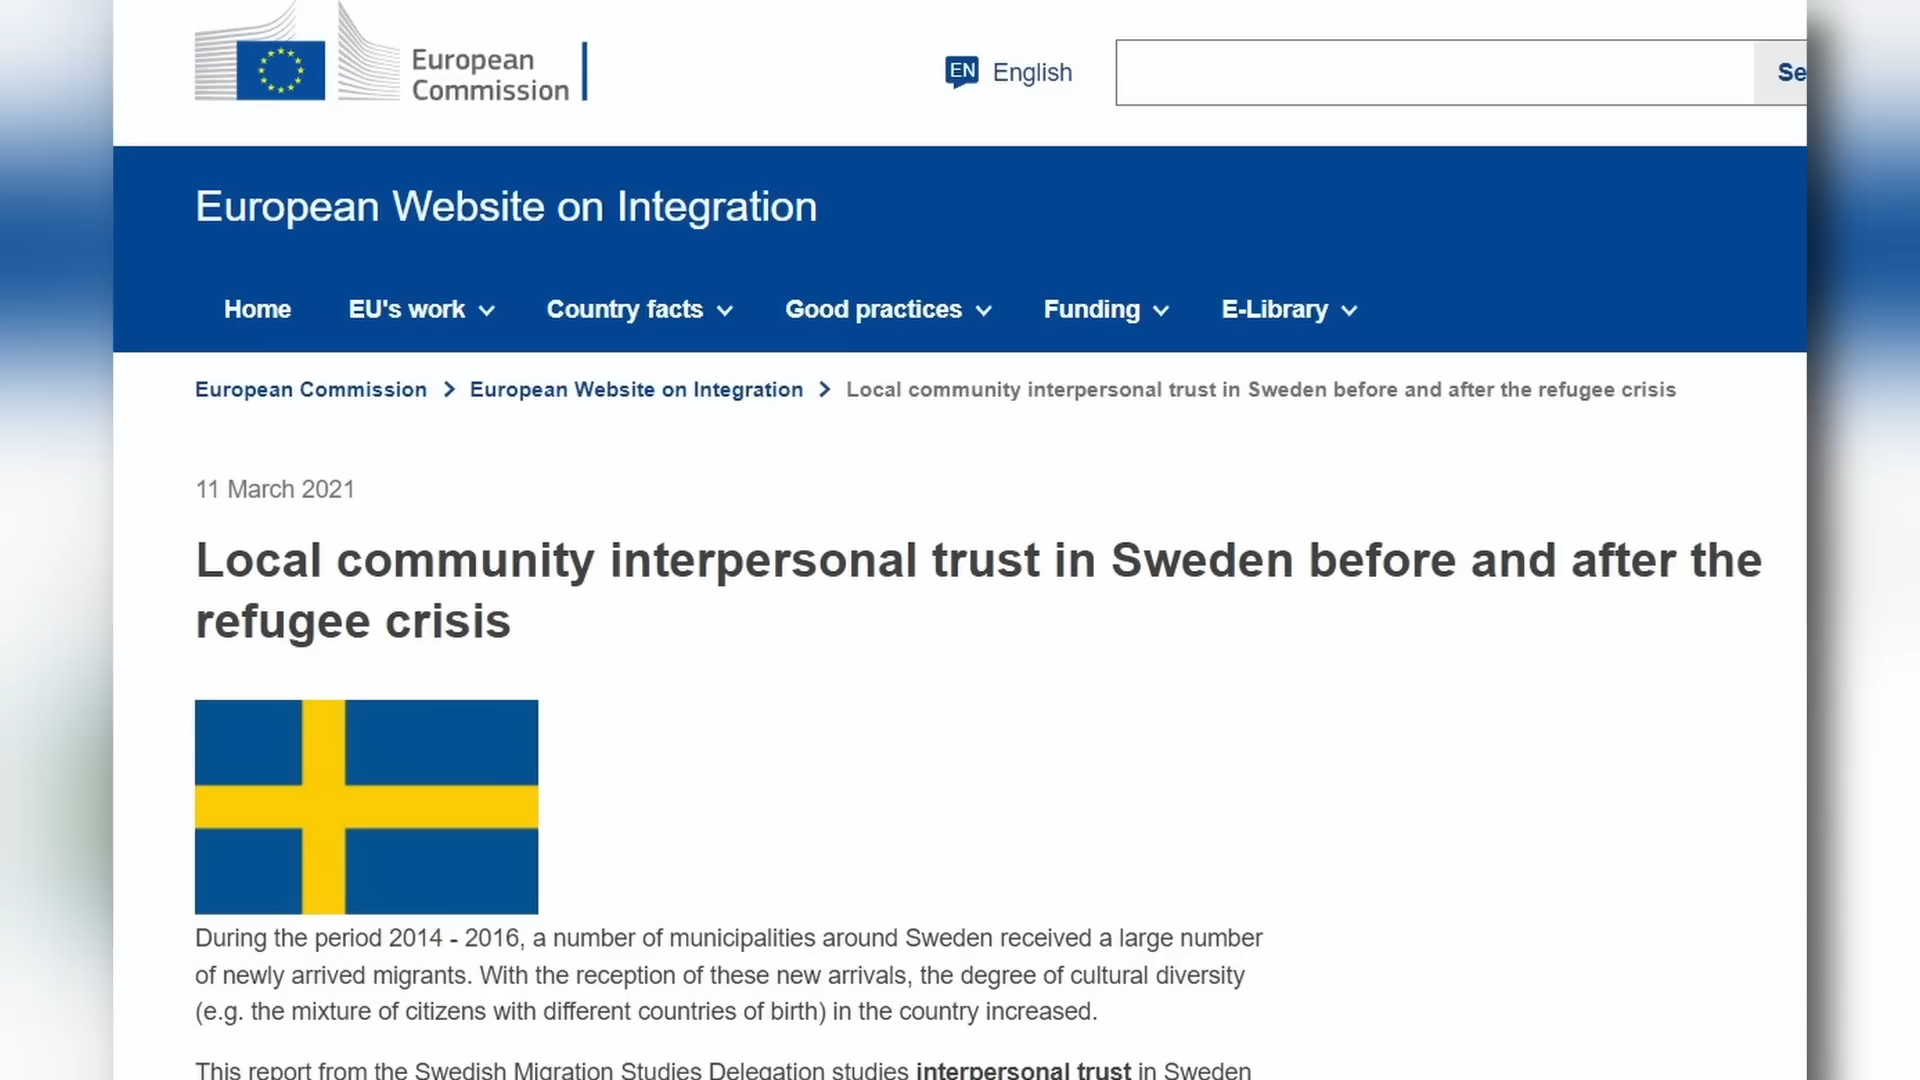 European
Commission
EN English
Se
European Website on Integration
Home EU's work Country facts Good practices Funding E-Library
European Commission > European Website on Integration > Local community interpersonal trust in Sweden before and after the refugee crisis
11 March 2021
Local community interpersonal trust in Sweden before and after the
refugee crisis
During the period 2014 - 2016, a number of municipalities around Sweden received a large number
of newly arrived migrants. With the reception of these new arrivals, the degree of cultural diversity
(e.g. the mixture of citizens with different countries of birth) in the country increased.
This report from the Swedish Migration Studies Delegation studies interpersonal trust in Sweden